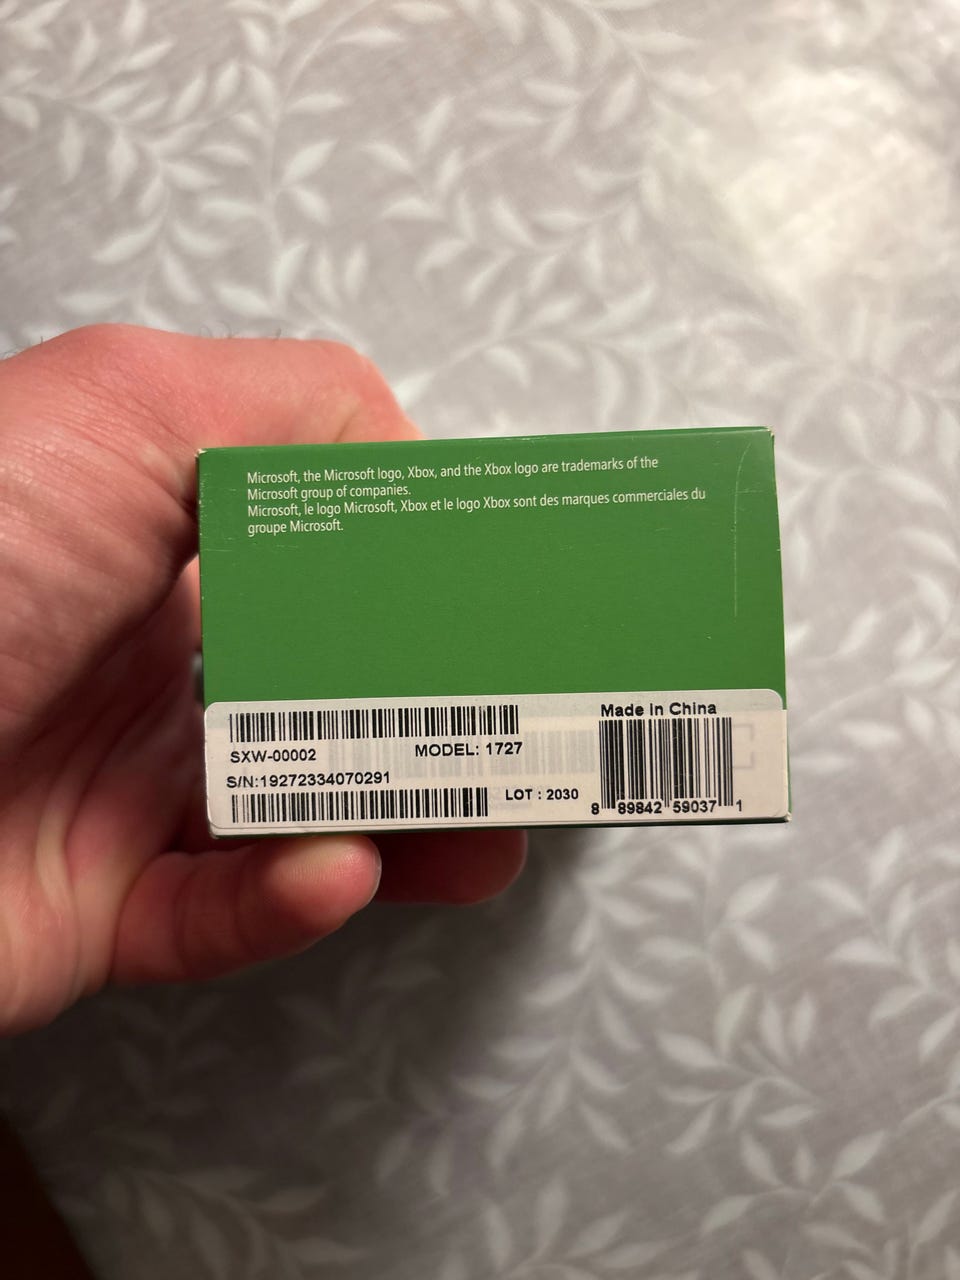 Microsoft, the Microsoft logo, Xbox, and the Xbox logo are trademarks of the
Microsoft group of companies.
Microsoft, le logo Microsoft, Xbox et le logo Xbox sont des marques commerciales du
groupe Microsoft.
SXW-00002 MODEL: 1727
S/N:19272334070291
LOT : 2030
Made in China
8 89842 59037 1